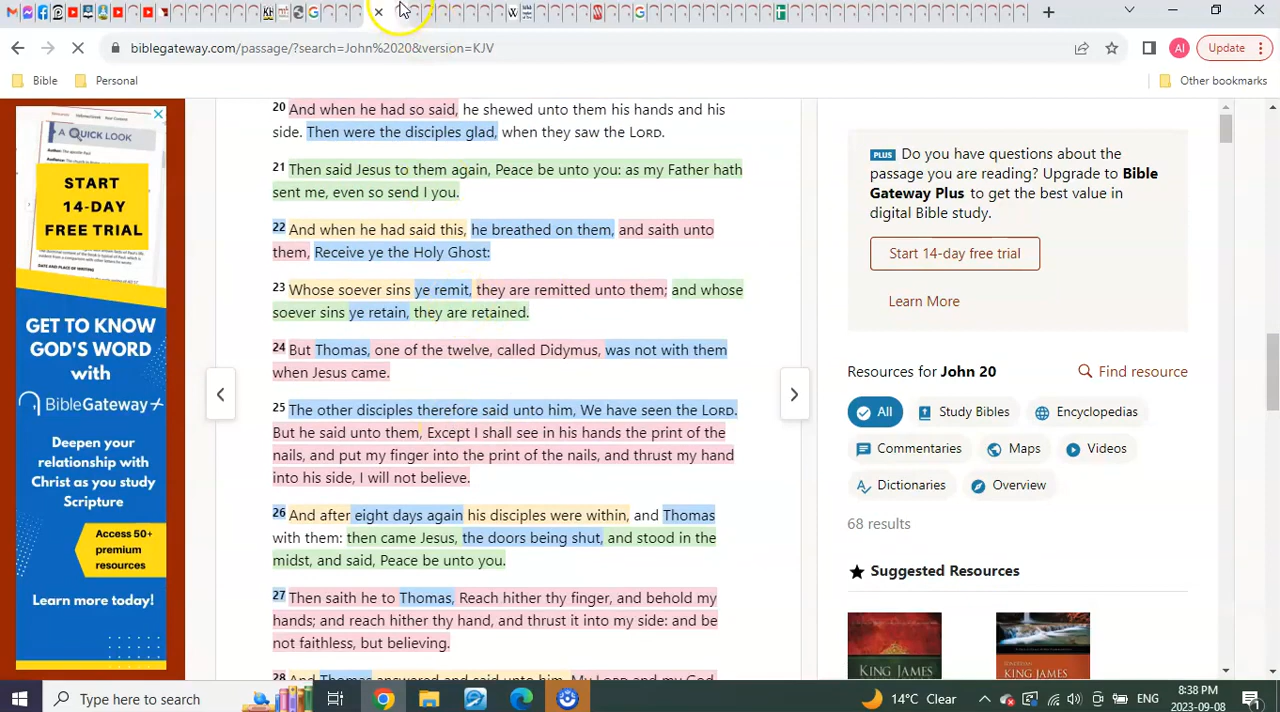 biblegateway.com/passage/?search=John%2020&version=KJV
AI
Update
Bible
Personal
Other bookmarks
A QUICK LOOK
START
14-DAY
FREE TRIAL
GET TO KNOW
GOD'S WORD
with
BIBLEGATEWAY+
Deepen your
relationship with
Christ as you study
Scripture
Access 50+
premium
resources
Learn more today!
20 And when he had so said, he shewed unto them his hands and his
side. Then were the disciples glad, when they saw the LORD.
21 Then said Jesus to them again, Peace be unto you: as my Father hath
sent me, even so send I you.
22 And when he had said this, he breathed on them, and saith unto
them, Receive ye the Holy Ghost:
23 Whose soever sins ye remit, they are remitted unto them; and whose
soever sins ye retain, they are retained.
24 But Thomas, one of the twelve, called Didymus, was not with them
when Jesus came.
25 The other disciples therefore said unto him, We have seen the LORD.
But he said unto them, Except I shall see in his hands the print of the
nails, and put my finger into the print of the nails, and thrust my hand
into his side, I will not believe.
26 And after eight days again his disciples were within, and Thomas
with them: then came Jesus, the doors being shut, and stood in the
midst, and said, Peace be unto you.
27 Then saith he to Thomas, Reach hither thy finger, and behold my
hands; and reach hither thy hand, and thrust it into my side: and be
not faithless, but believing.
28 And Thomas answered and said unto him, My LORD and my God
PLUS Do you have questions about the
passage you are reading? Upgrade to Bible
Gateway Plus to get the best value in
digital Bible study.
Start 14-day free trial
Learn More
Resources for John 20
Find resource
All
Study Bibles
Encyclopedias
Commentaries
Maps
Videos
Dictionaries
Overview
68 results
Suggested Resources
KING JAMES
KING JAMES
Type here to search
14°C Clear
ENG
8:38 PM
2023-09-08